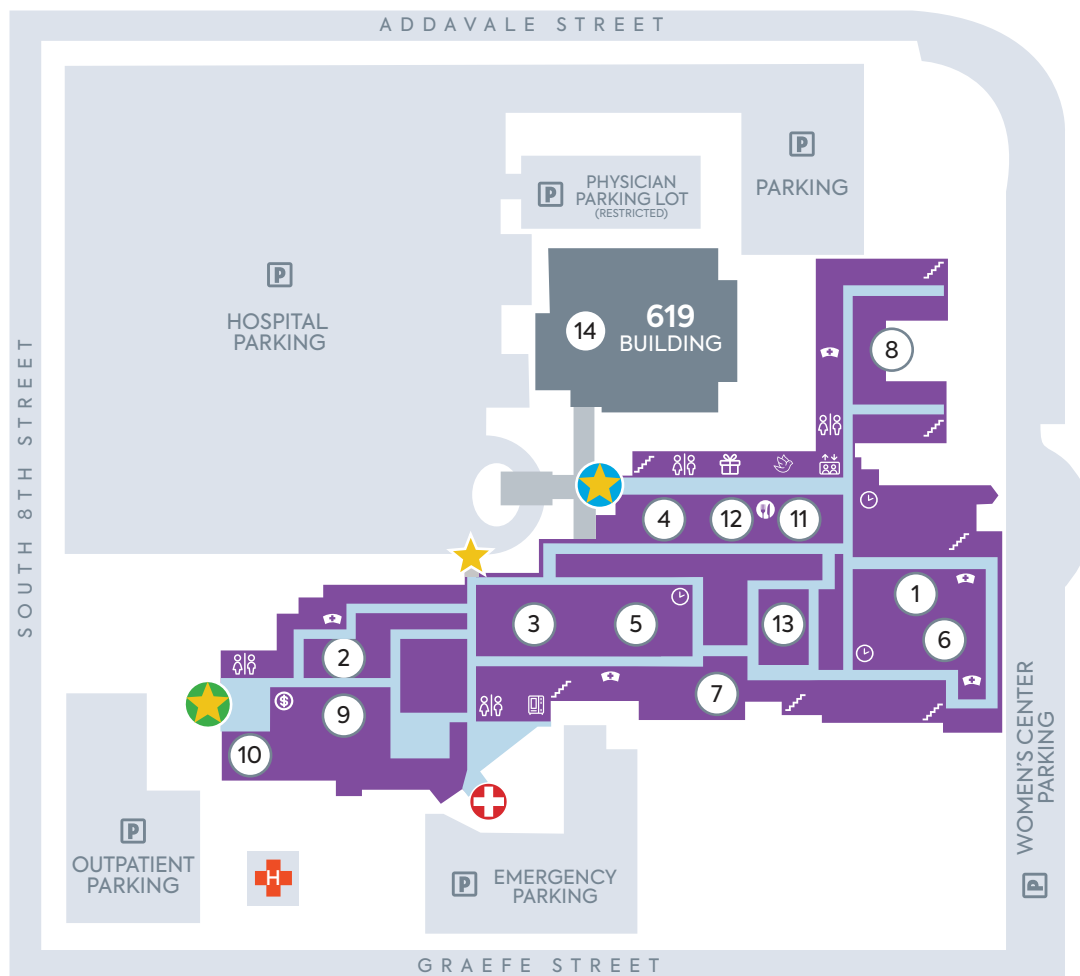 ADDAVALE STREET
SOUTH 8TH STREET
P
PARKING
P
PHYSICIAN
PARKING LOT
(RESTRICTED)
P
HOSPITAL
PARKING
14
619
BUILDING
8
4
12
11
1
3
5
13
6
2
7
$
9
10
WOMEN'S CENTER
PARKING
P
P
OUTPATIENT
PARKING
H
P
EMERGENCY
PARKING
GRAEFE STREET